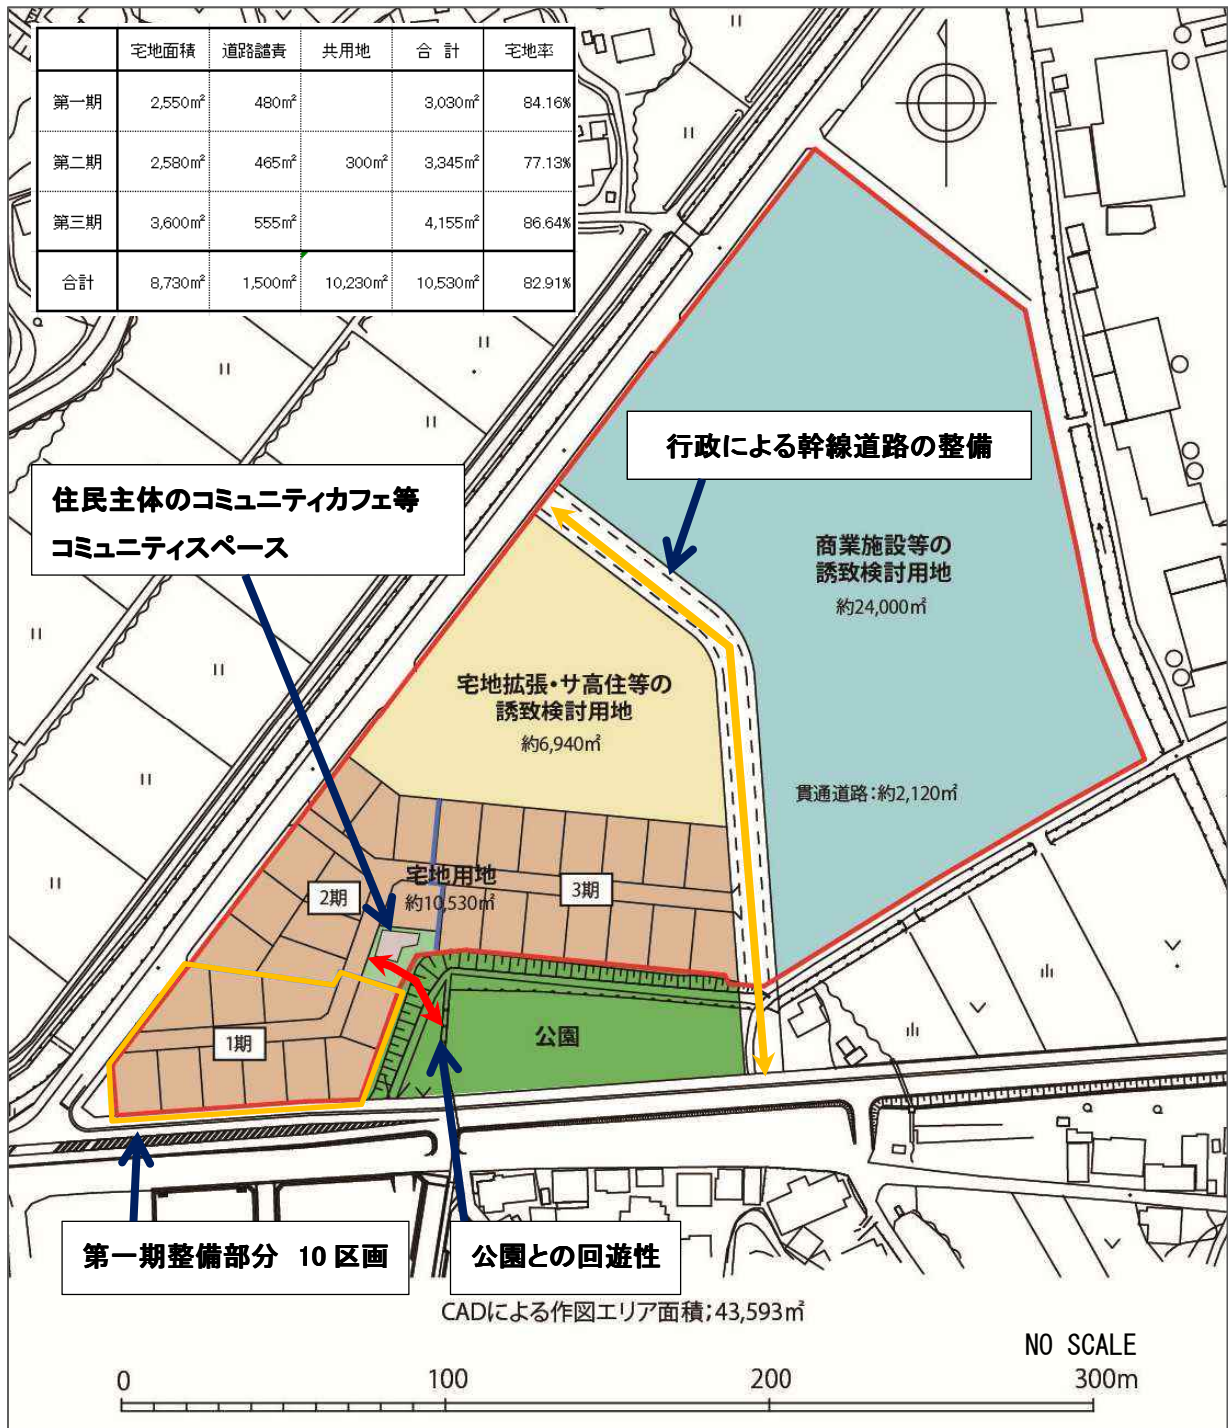 宅地面積 道路譴責 共用地 合計 宅地率
第一期 2,550㎡ 480㎡ 3,030㎡ 84.16%
第二期 2,580㎡ 465㎡ 300㎡ 3,345㎡ 77.13%
第三期 3,600㎡ 555㎡ 4,155㎡ 86.64%
合計 8,730㎡ 1,500㎡ 10,230㎡ 10,530㎡ 82.91%
行政による幹線道路の整備
住民主体のコミュニティカフェ等
コミュニティスペース
商業施設等の
誘致検討用地
約24,000㎡
宅地拡張・サ高住等の
誘致検討用地
約6,940㎡
貫通道路:約2,120㎡
宅地用地
約10,530㎡
2期
3期
1期
公園
第一期整備部分 10区画
公園との回遊性
CADによる作図エリア面積;43,593㎡
NO SCALE
0 100 200 300m